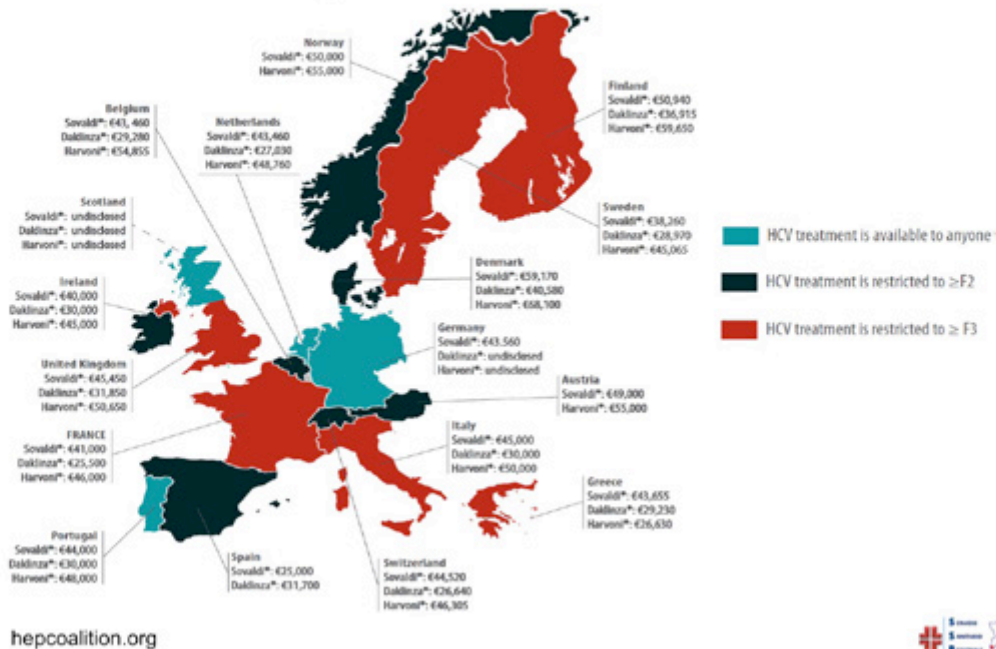 Norway
Sovaldi®: €50,000
Harvoni®: €55,000
Finland
Sovaldi®: €50,940
Daklinza®: €36,915
Harvoni®: €59,650
Belgium
Sovaldi®: €43, 460
Daklinza®: €29,280
Harvoni®: €54,855
Netherlands
Sovaldi®: €43,460
Daklinza®: €27,030
Harvoni®: €48,760
Scotland
Sovaldi®: undisclosed
Daklinza®: undisclosed
Harvoni®: undisclosed
Sweden
Sovaldi®: €38,260
Daklinza®: €28,970
Harvoni®: €45,065
HCV treatment is available to anyone
HCV treatment is restricted to ≥F2
HCV treatment is restricted to ≥ F3
Denmark
Sovaldi®: €59,170
Daklinza®: €40,580
Harvoni®: €68,100
Ireland
Sovaldi®: €40,000
Daklinza®: €30,000
Harvoni®: €45,000
Germany
Sovaldi®: €43.560
Daklinza®: undisclosed
Harvoni®: undisclosed
United Kingdom
Sovaldi®: €45,450
Daklinza®: €31,850
Harvoni®: €50,650
Austria
Sovaldi®: €49,000
Harvoni®: €55,000
FRANCE
Sovaldi®: €41,000
Daklinza®: €25,500
Harvoni®: €46,000
Italy
Sovaldi®: €45,000
Daklinza®: €30,000
Harvoni®: €50,000
Greece
Sovaldi®: €43,655
Daklinza®: €29,230
Harvoni®: €26,630
Portugal
Sovaldi®: €44,000
Daklinza®: €30,000
Harvoni®: €48,000
Spain
Sovaldi®: €25,000
Daklinza®: €31,700
Switzerland
Sovaldi®: €44,520
Daklinza®: €26,640
Harvoni®: €46,305
hepcoalition.org